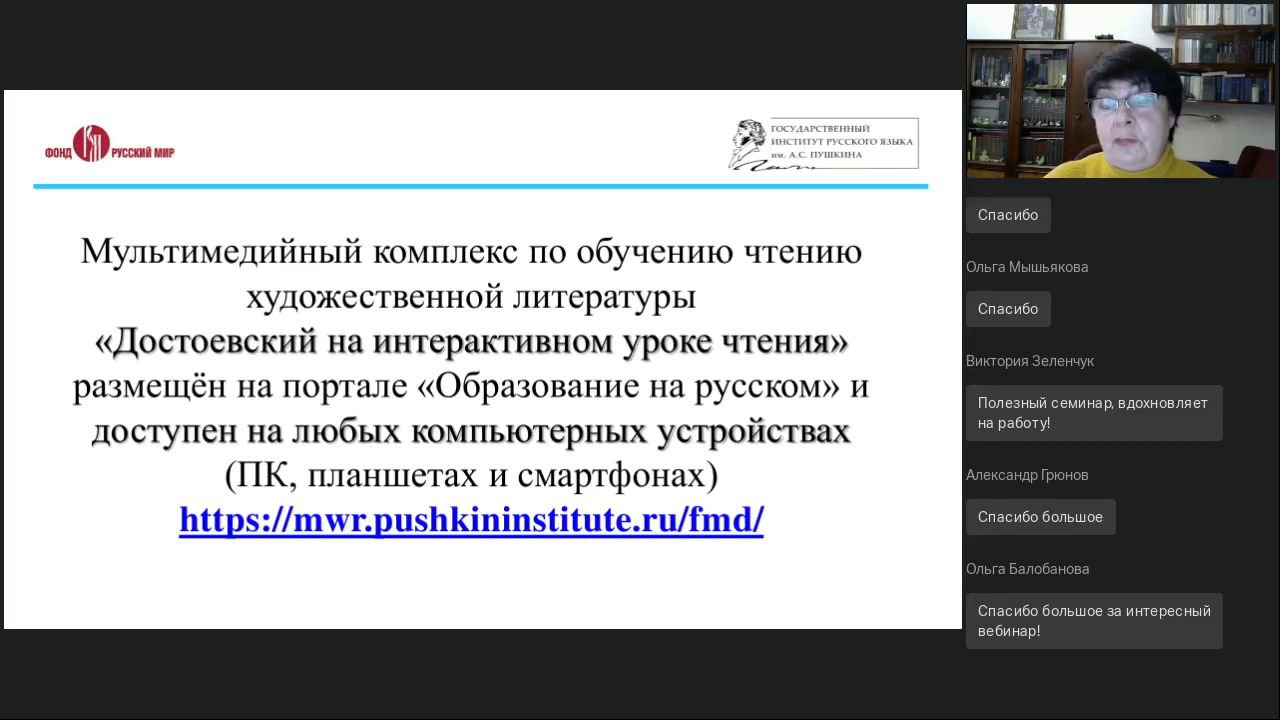 ФОНД РУССКИЙ МИР
ГОСУДАРСТВЕННЫЙ
ИНСТИТУТ РУССКОГО ЯЗЫКА
им. А.С. ПУШКИНА
Мультимедийный комплекс по обучению чтению
художественной литературы
«Достоевский на интерактивном уроке чтения»
размещён на портале «Образование на русском» и
доступен на любых компьютерных устройствах
(ПК, планшетах и смартфонах)
https://mwr.pushkininstitute.ru/fmd/
Спасибо
Ольга Мышьякова
Спасибо
Виктория Зеленчук
Полезный семинар, вдохновляет
на работу!
Александр Грюнов
Спасибо большое
Ольга Балобанова
Спасибо большое за интересный
вебинар!